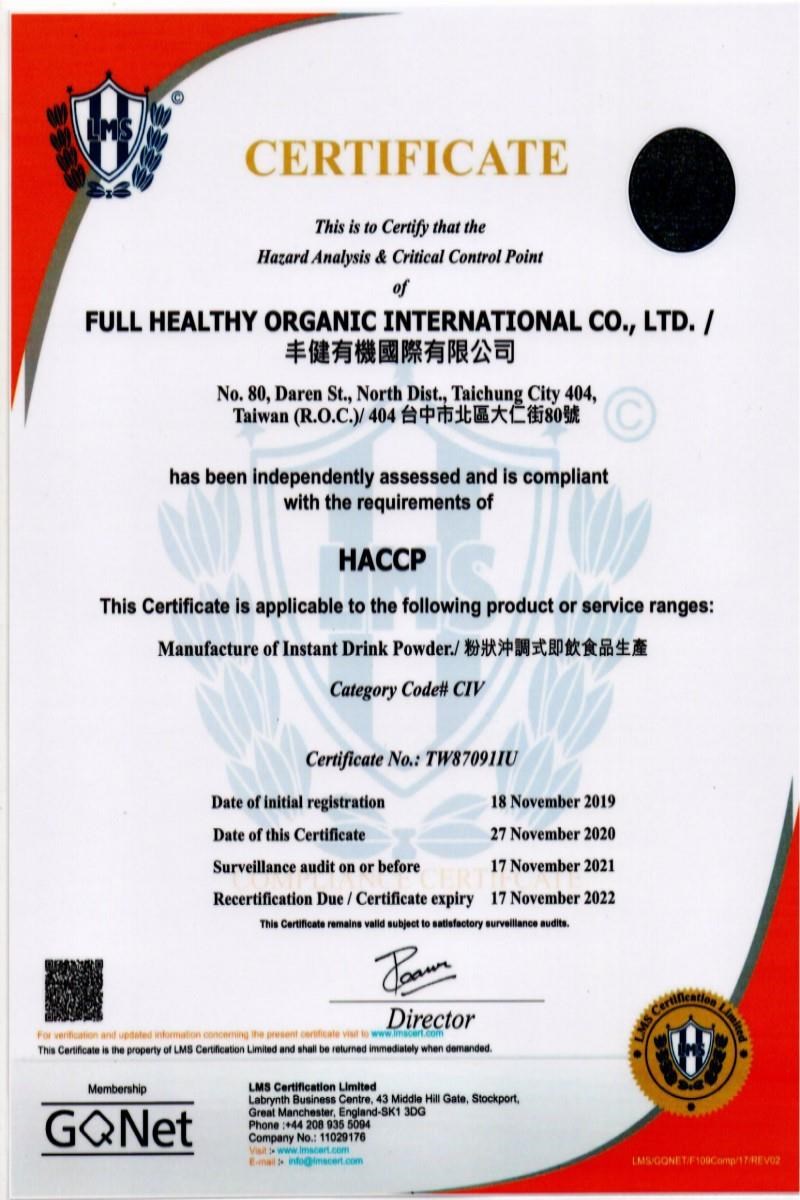 LMS
©
CERTIFICATE
This is to Certify that the
Hazard Analysis & Critical Control Point
of
FULL HEALTHY ORGANIC INTERNATIONAL CO., LTD. /
丰健有機國際有限公司
No. 80, Daren St., North Dist., Taichung City 404,
Taiwan (R.O.C.)/ 404 台中市北區大仁街80號
©
has been independently assessed and is compliant
with the requirements of
HACCP
LMS
This Certificate is applicable to the following product or service ranges:
Manufacture of Instant Drink Powder./ 粉狀沖調式即飲食品生產
Category Code# CIV
Certificate No.: TW87091IU
Date of initial registration 18 November 2019
Date of this Certificate 27 November 2020
Surveillance audit on or before 17 November 2021
COMPLIANCE CERTIFICATE
Recertification Due / Certificate expiry 17 November 2022
This Certificate remains valid subject to satisfactory surveillance audits.
Director
For verification and updated information concerning the present certificate visit to www.lmscert.com
This Certificate is the property of LMS Certification Limited and shall be returned immediately when demanded.
LMS Certification Limited
LMS
Membership
GQNet
LMS Certification Limited
Labrynth Business Centre, 43 Middle Hill Gate, Stockport,
Great Manchester, England-SK1 3DG
Phone :+44 208 935 5094
Company No.: 11029176
Visit :- www.lmscert.com
E-mail :- info@lmscert.com
LMS/GQNET/F109Comp/17/REV02